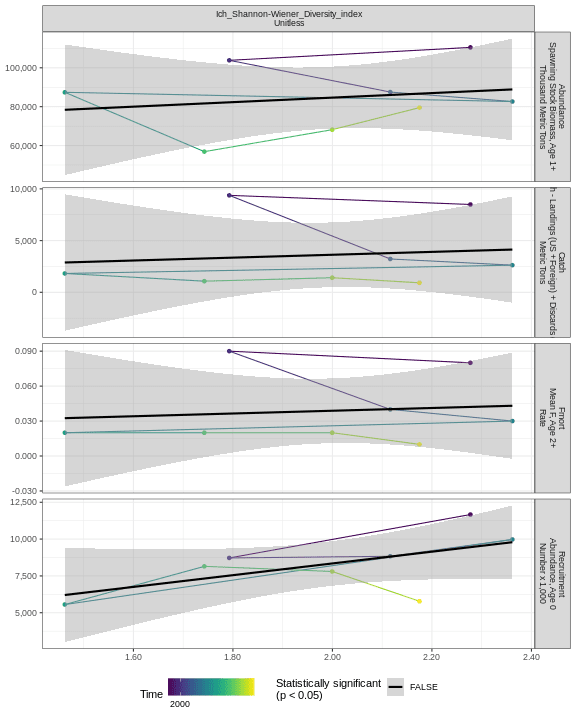 Ich_Shannon-Wiener_Diversity_index
Unitless
100,000
80,000
60,000
Abundance
Spawning Stock Biomass, Age 1+
Thousand Metric Tons
10,000
5,000
0
Catch
h - Landings (US + Foreign) + Discards
Metric Tons
0.090
0.060
0.030
0.000
-0.030
Fmort
Mean F, Age 2+
Rate
12,500
10,000
7,500
5,000
Recruitment
Abundance, Age 0
Number x 1,000
1.60
1.80
2.00
2.20
2.40
Time
2000
Statistically significant
(p < 0.05)
FALSE